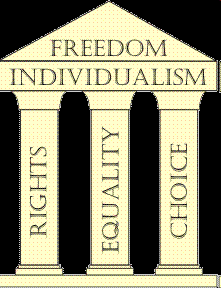 FREEDOM
INDIVIDUALISM
RIGHTS
EQUALITY
CHOICE